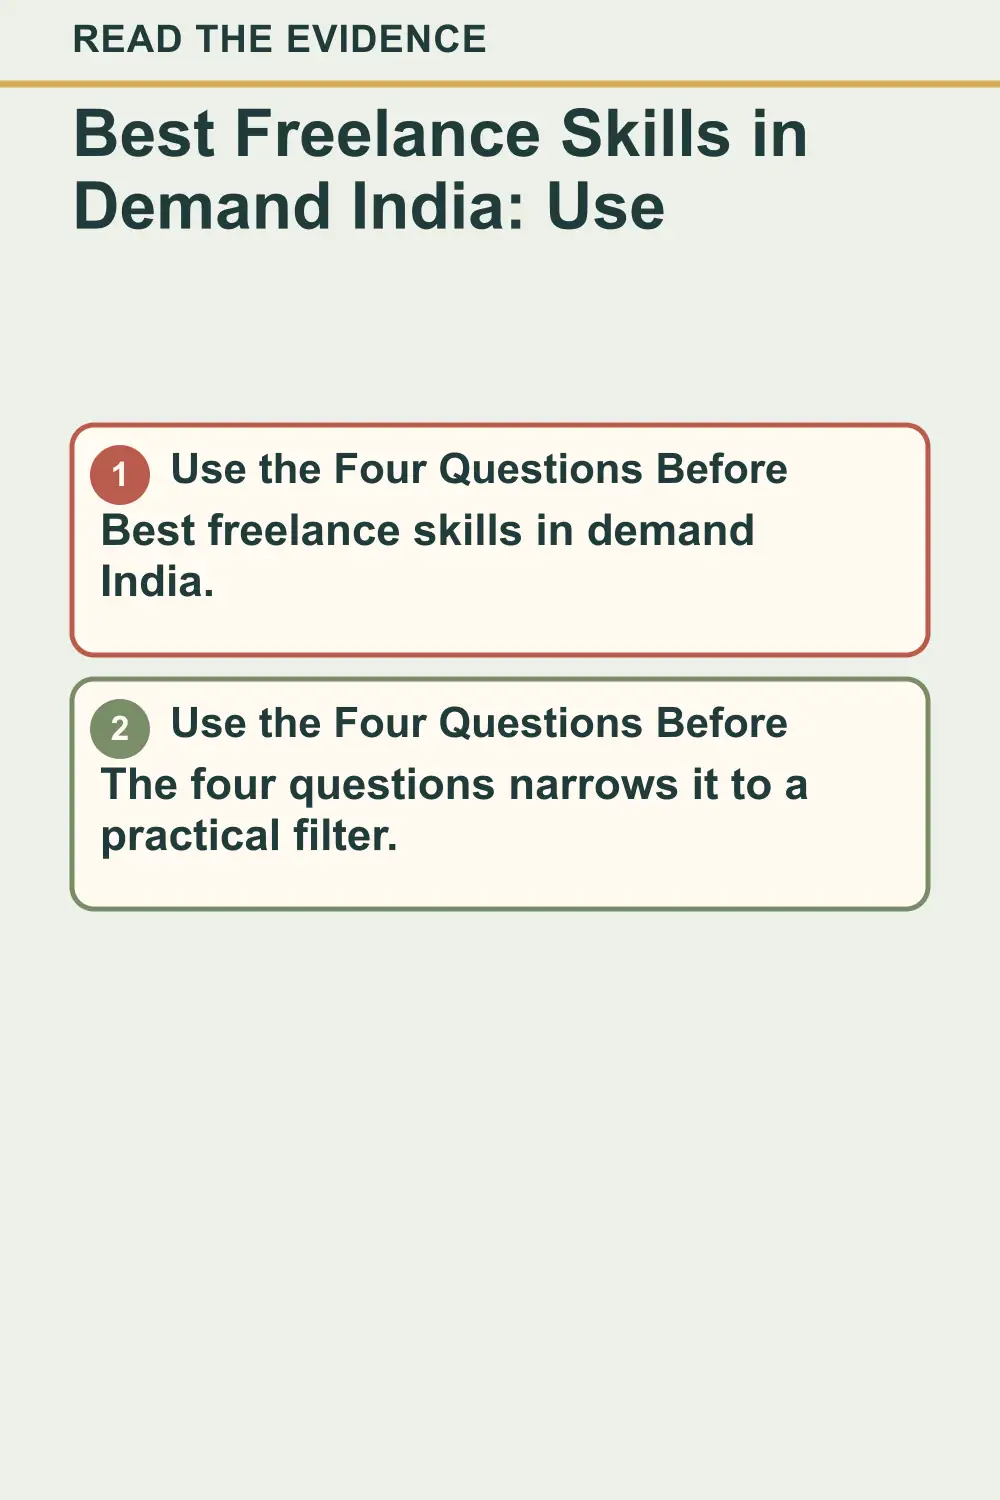 READ THE EVIDENCE
Best Freelance Skills in
Demand India: Use
1 Use the Four Questions Before
Best freelance skills in demand
India.
2 Use the Four Questions Before
The four questions narrows it to a
practical filter.